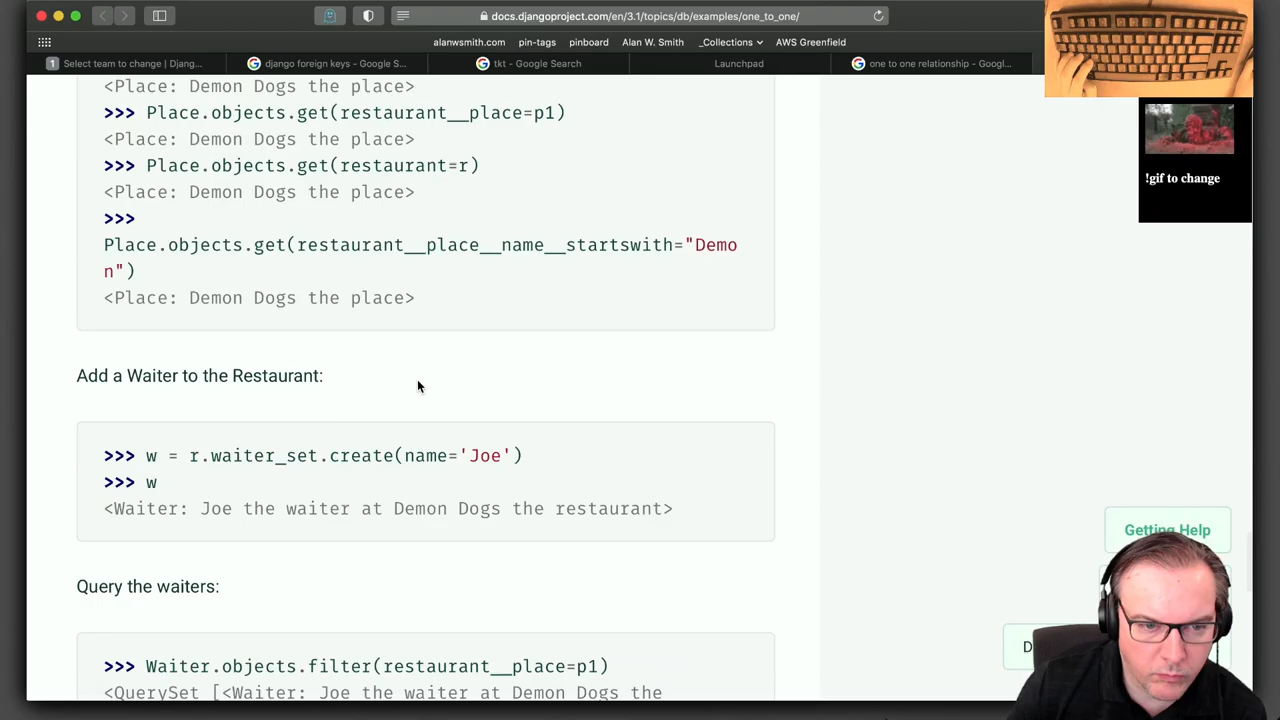 docs.djangoproject.com/en/3.1/topics/db/examples/one_to_one/
alanwsmith.com pin-tags pinboard Alan W. Smith _Collections AWS Greenfield
1 Select team to change | Djang... django foreign keys - Google S... tkt - Google Search Launchpad one to one relationship - Googl...
<Place: Demon Dogs the place>
>>> Place.objects.get(restaurant__place=p1)
<Place: Demon Dogs the place>
>>> Place.objects.get(restaurant=r)
<Place: Demon Dogs the place>
>>>
Place.objects.get(restaurant__place__name__startswith="Demo
n")
<Place: Demon Dogs the place>
Add a Waiter to the Restaurant:
>>> w = r.waiter_set.create(name='Joe')
>>> w
<Waiter: Joe the waiter at Demon Dogs the restaurant>
Query the waiters:
>>> Waiter.objects.filter(restaurant__place=p1)
<QuerySet [<Waiter: Joe the waiter at Demon Dogs the
!gif to change
Getting Help
D